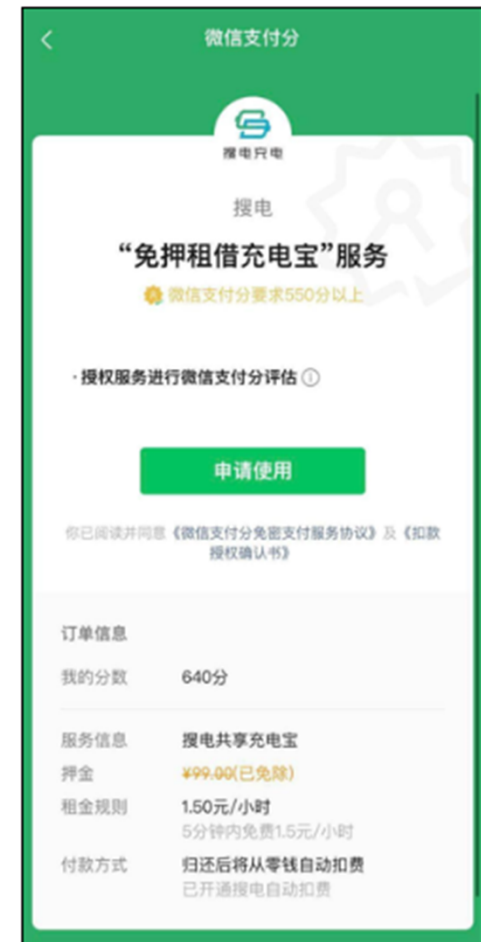 微信支付分
搜电充电
搜电
“免押租借充电宝”服务
微信支付分要求550分以上
· 授权服务进行微信支付分评估
申请使用
你已阅读并同意《微信支付分免密支付服务协议》及《扣款
授权确认书》
订单信息
我的分数 640分
服务信息 搜电共享充电宝
押金 ¥99.00(已免除)
租金规则 1.50元/小时
5分钟内免费1.5元/小时
付款方式 归还后将从零钱自动扣费
已开通搜电自动扣费